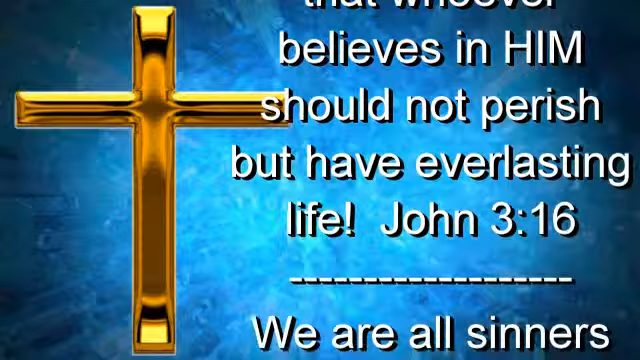 that whoever
believes in HIM
should not perish
but have everlasting
life! John 3:16
-------------------
We are all sinners